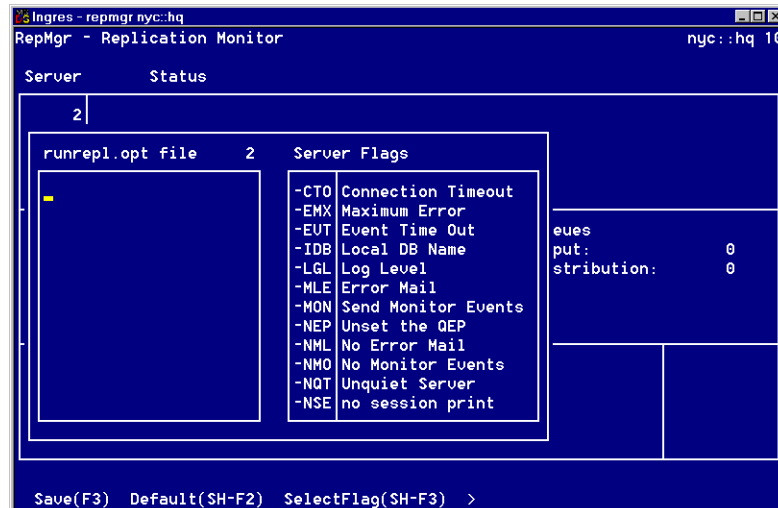 Ingres - repmgr nyc::hq
RepMgr - Replication Monitor nyc::hq 10
Server Status
2
runrepl.opt file 2 Server Flags
-CTO Connection Timeout
-EMX Maximum Error
-EVT Event Time Out
eues
-IDB Local DB Name
put: 0
-LGL Log Level
stribution: 0
-MLE Error Mail
-MON Send Monitor Events
-NEP Unset the QEP
-NML No Error Mail
-NMO No Monitor Events
-NQT Unquiet Server
-NSE no session print
Save(F3) Default(SH-F2) SelectFlag(SH-F3) >